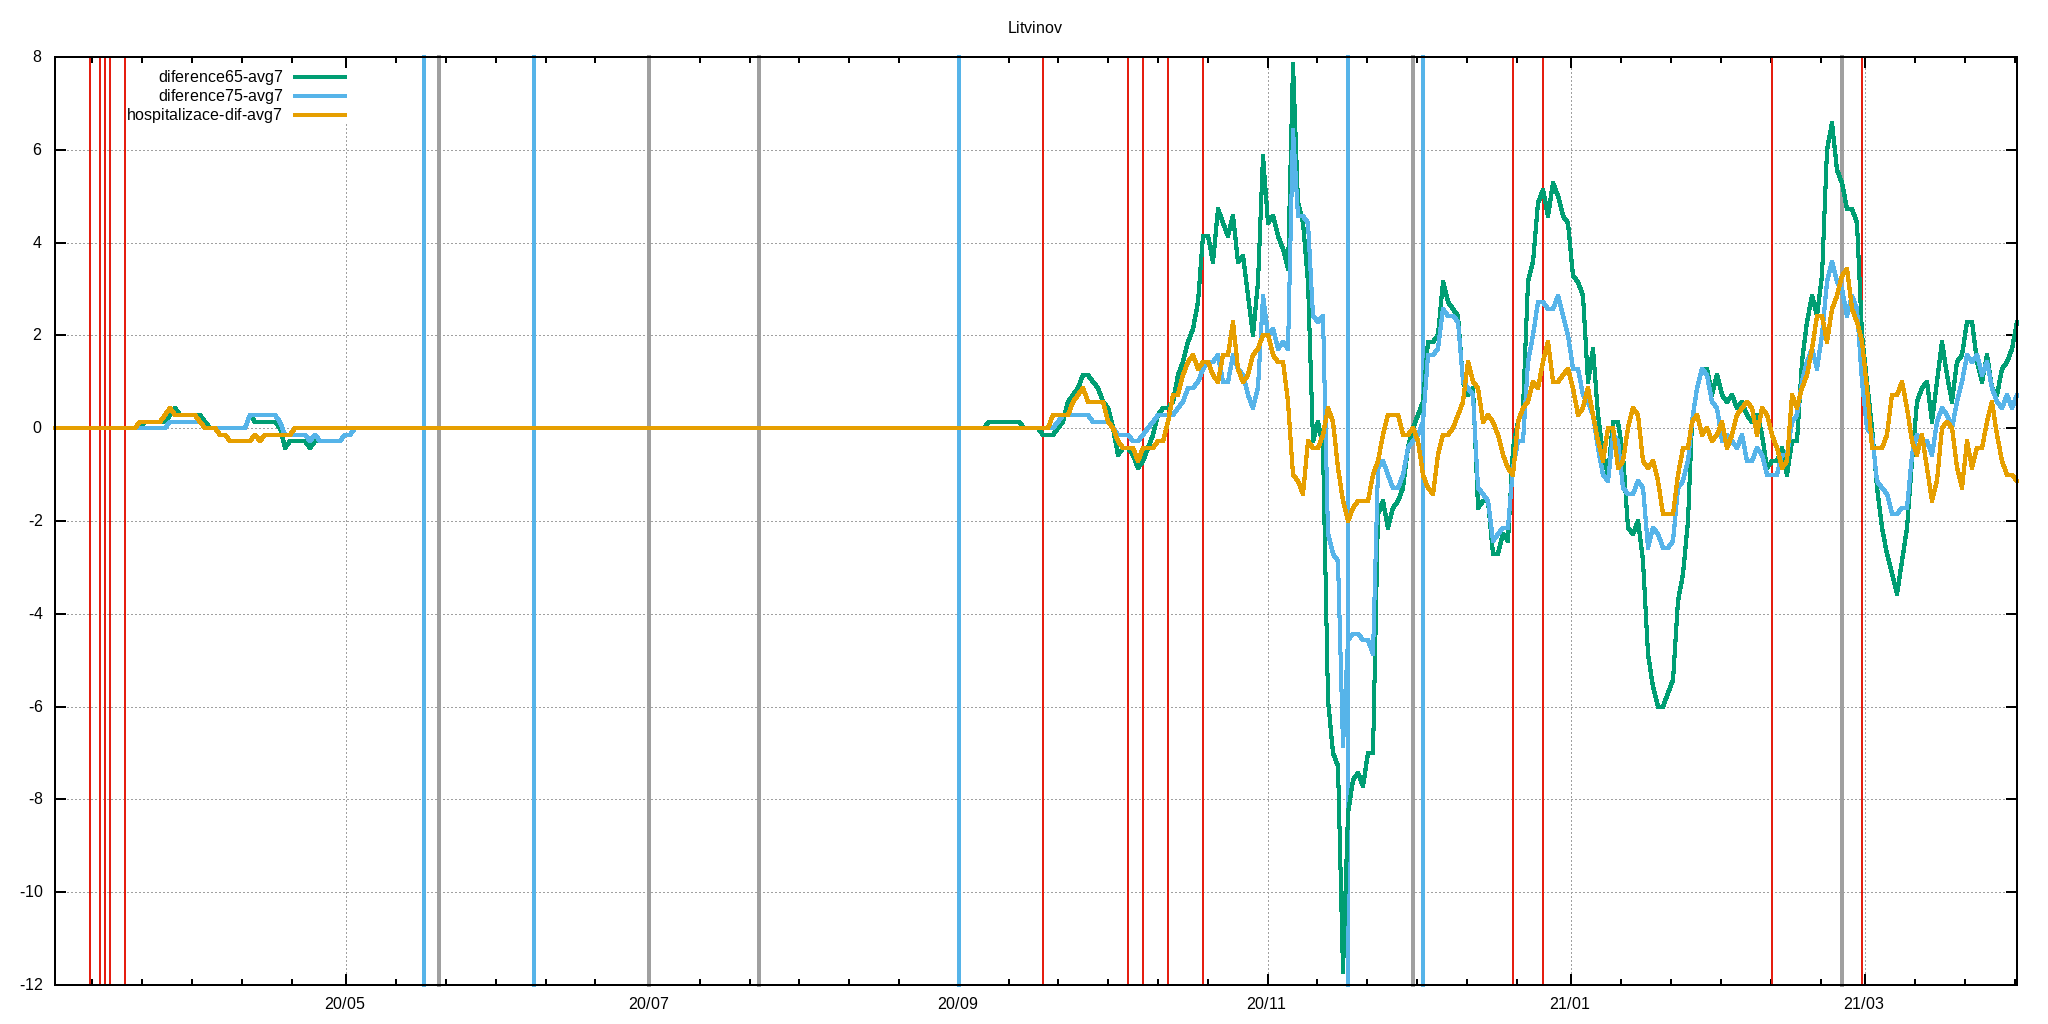 Litvinov
diference65-avg7
diference75-avg7
hospitalizace-dif-avg7
8
6
4
2
0
-2
-4
-6
-8
-10
-12
20/05 20/07 20/09 20/11 21/01 21/03